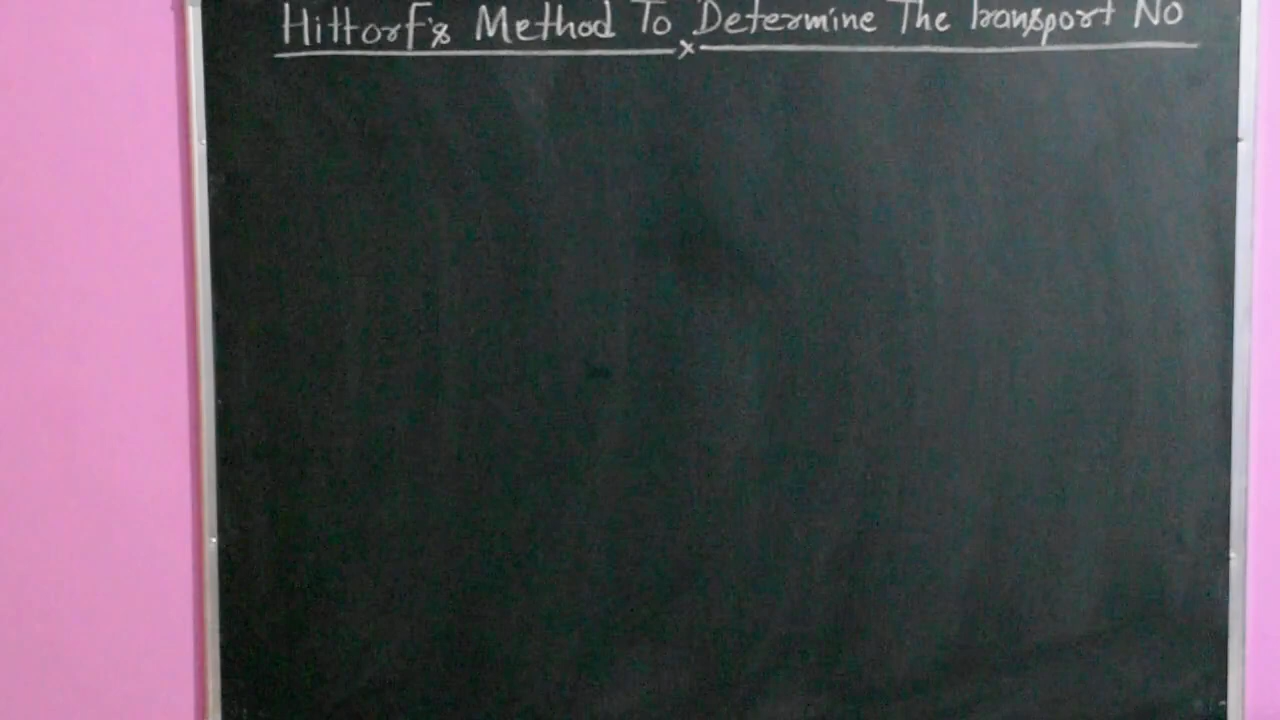 Hittorf's Method To Determine The Transport No
x